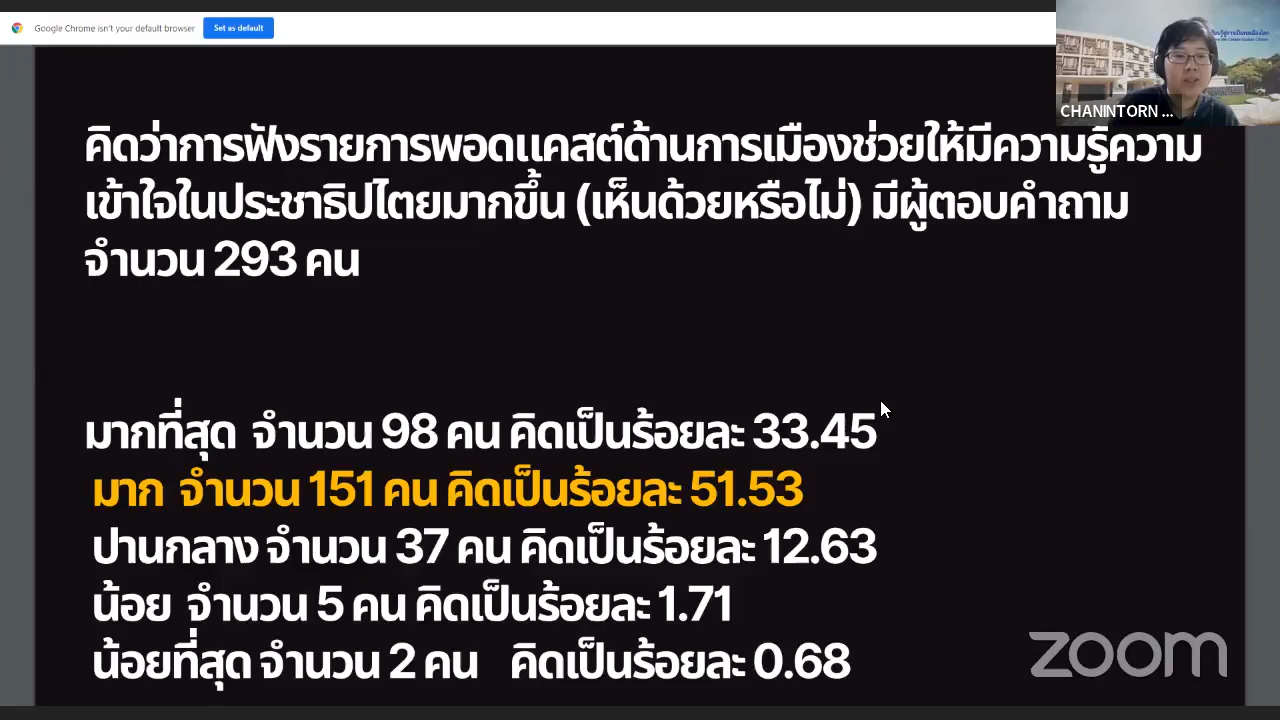 Google Chrome isn't your default browser
Set as default
CHANINTORN ...
คิดว่าการฟังรายการพอดแคสต์ด้านการเมืองช่วยให้มีความรู้ความ
เข้าใจในประชาธิปไตยมากขึ้น (เห็นด้วยหรือไม่) มีผู้ตอบคำถาม
จำนวน 293 คน
มากที่สุด จำนวน 98 คน คิดเป็นร้อยละ 33.45
มาก จำนวน 151 คน คิดเป็นร้อยละ 51.53
ปานกลาง จำนวน 37 คน คิดเป็นร้อยละ 12.63
น้อย จำนวน 5 คน คิดเป็นร้อยละ 1.71
น้อยที่สุด จำนวน 2 คน คิดเป็นร้อยละ 0.68
zoom